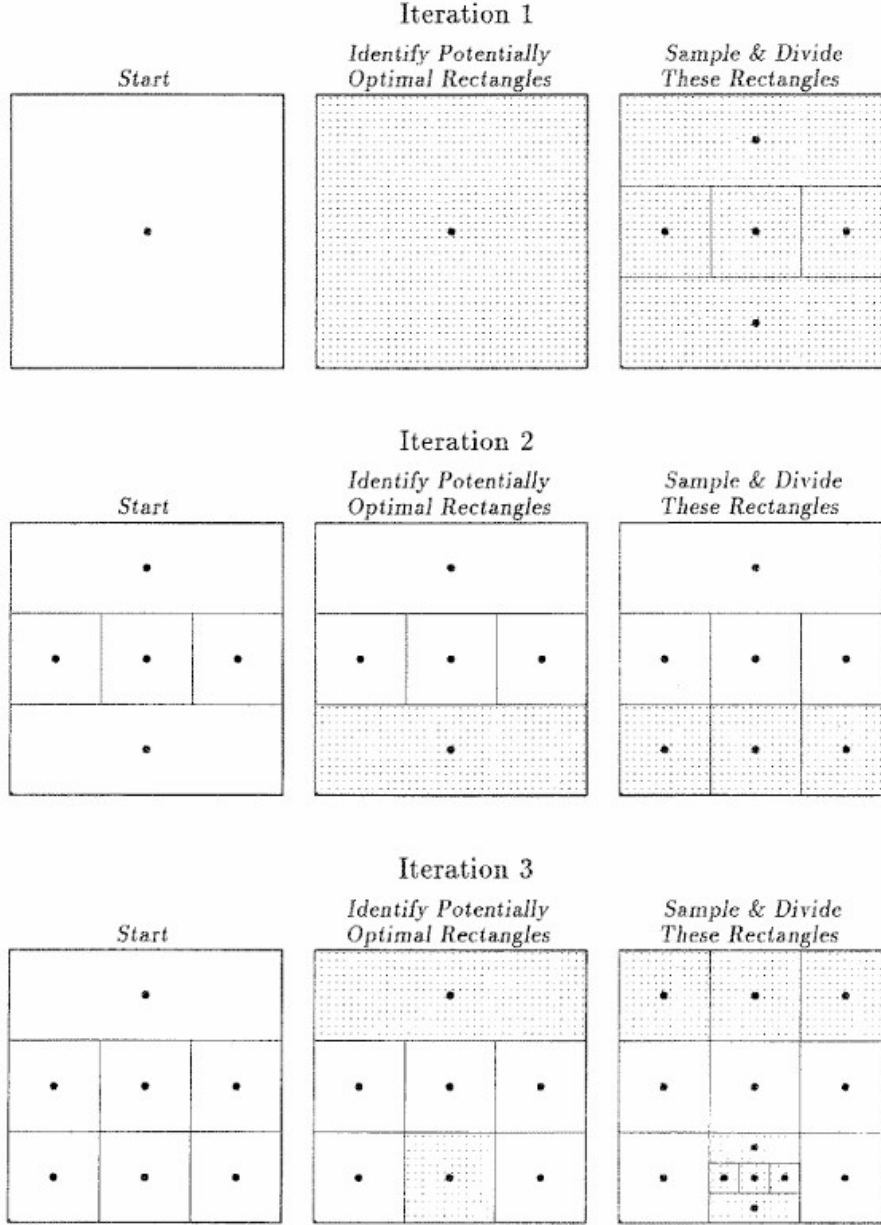 Iteration 1
Start
Identify Potentially
Optimal Rectangles
Sample & Divide
These Rectangles
Iteration 2
Start
Identify Potentially
Optimal Rectangles
Sample & Divide
These Rectangles
Iteration 3
Start
Identify Potentially
Optimal Rectangles
Sample & Divide
These Rectangles